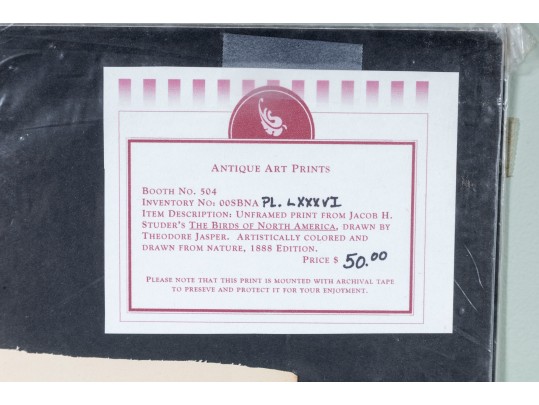 Antique Art Prints
Booth No. 504
Inventory No: 00SBNA PL. LXXXVI
Item Description: Unframed print from Jacob H.
Studer's The Birds of North America, drawn by
Theodore Jasper. Artistically colored and
drawn from nature, 1888 Edition.
Price $ 50.00
Please note that this print is mounted with archival tape
to preseve and protect it for your enjoyment.